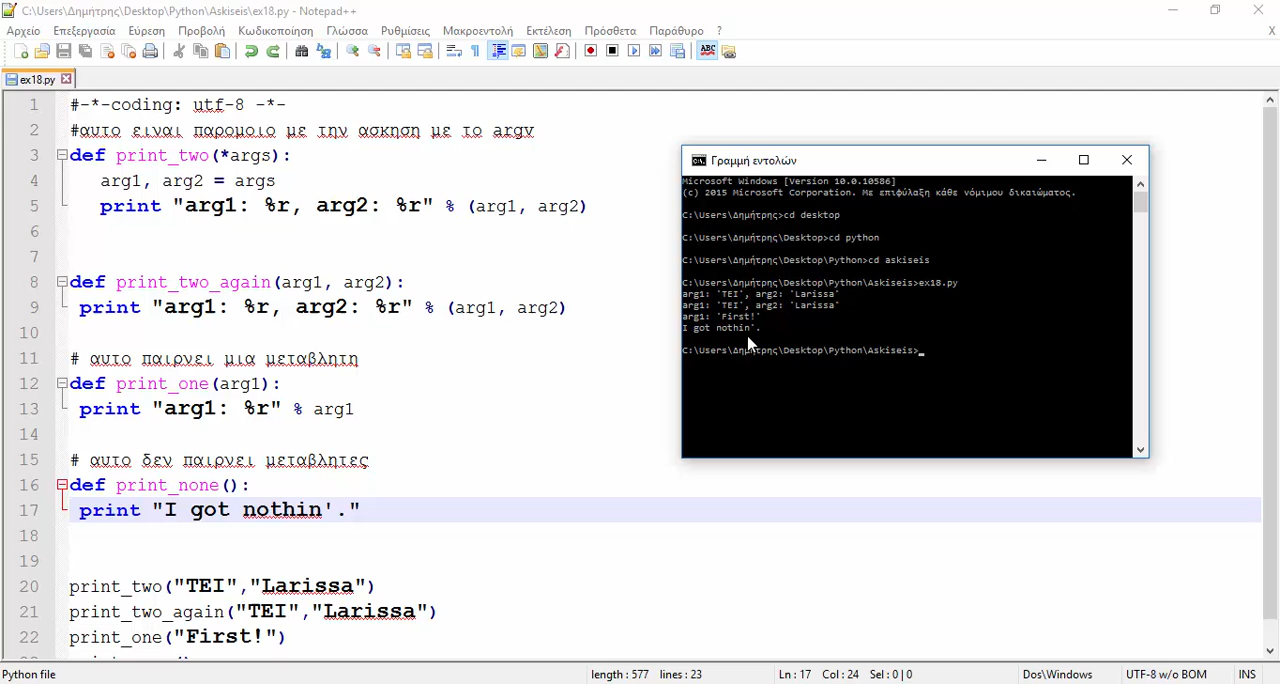 C:\Users\Δημήτρης\Desktop\Python\Askiseis\ex18.py - Notepad++
Αρχείο Επεξεργασία Εύρεση Προβολή Κωδικοποίηση Γλώσσα Ρυθμίσεις Μακροεντολή Εκτέλεση Πρόσθετα Παράθυρο ? X
ex18.py
1 #-*-coding: utf-8 -*-
2 #αυτο ειναι παρομοιο με την ασκηση με το argv
3 def print_two(*args):
4 arg1, arg2 = args
5 print "arg1: %r, arg2: %r" % (arg1, arg2)
6
7
8 def print_two_again(arg1, arg2):
9 print "arg1: %r, arg2: %r" % (arg1, arg2)
10
11 # αυτο παιρνει μια μεταβλητη
12 def print_one(arg1):
13 print "arg1: %r" % arg1
14
15 # αυτο δεν παιρνει μεταβλητες
16 def print_none():
17 print "I got nothin'."
18
19
20 print_two("TEI","Larissa")
21 print_two_again("TEI","Larissa")
22 print_one("First!")
Γραμμή εντολών
Microsoft Windows [Version 10.0.10586]
(c) 2015 Microsoft Corporation. Με επιφύλαξη κάθε νόμιμου δικαιώματος.
C:\Users\Δημήτρης>cd desktop
C:\Users\Δημήτρης\Desktop>cd python
C:\Users\Δημήτρης\Desktop\Python>cd askiseis
C:\Users\Δημήτρης\Desktop\Python\Askiseis>ex18.py
arg1: 'TEI', arg2: 'Larissa'
arg1: 'TEI', arg2: 'Larissa'
arg1: 'First!'
I got nothin'.
C:\Users\Δημήτρης\Desktop\Python\Askiseis>_
Python file length : 577 lines : 23 Ln : 17 Col : 24 Sel : 0 | 0 Dos\Windows UTF-8 w/o BOM INS